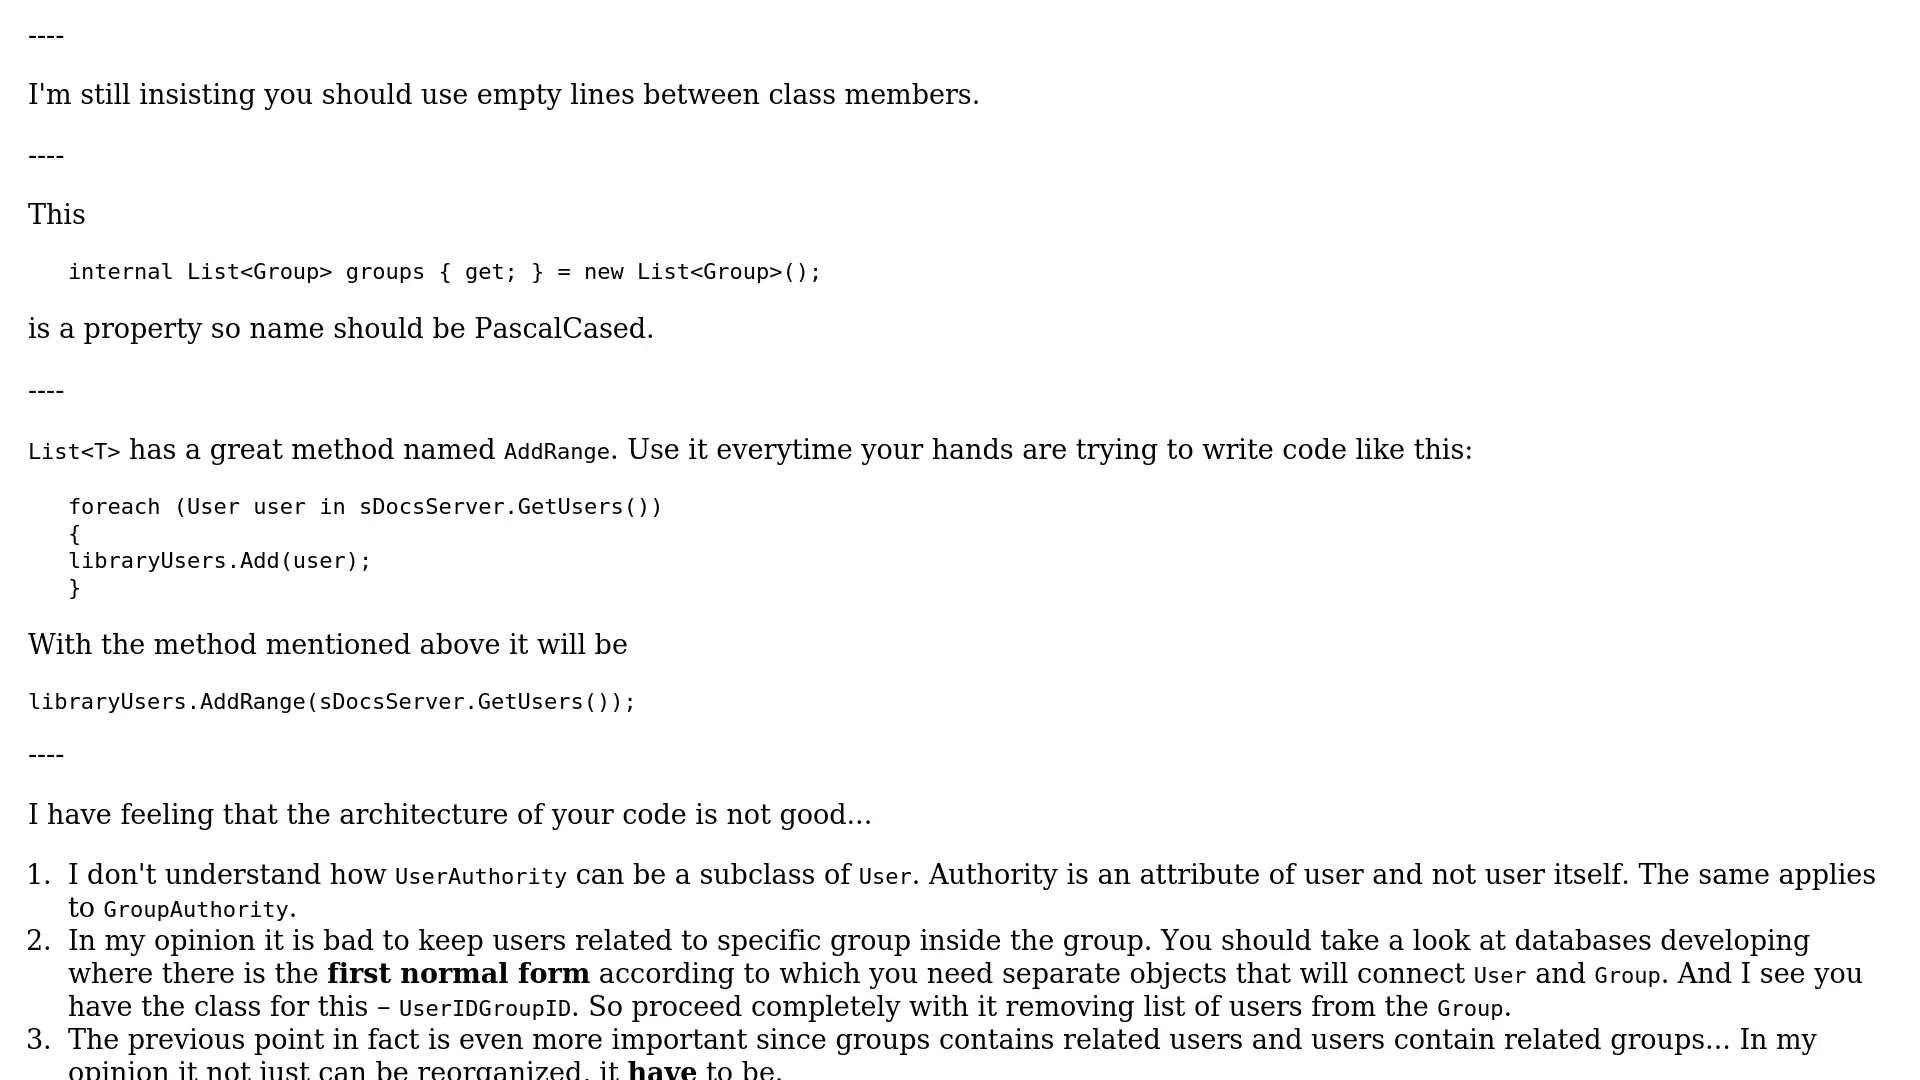 ----
I'm still insisting you should use empty lines between class members.
----
This
internal List<Group> groups { get; } = new List<Group>();
is a property so name should be PascalCased.
----
List<T> has a great method named AddRange. Use it everytime your hands are trying to write code like this:
foreach (User user in sDocsServer.GetUsers())
{
libraryUsers.Add(user);
}
With the method mentioned above it will be
libraryUsers.AddRange(sDocsServer.GetUsers());
----
I have feeling that the architecture of your code is not good...
1. I don't understand how UserAuthority can be a subclass of User. Authority is an attribute of user and not user itself. The same applies
to GroupAuthority.
2. In my opinion it is bad to keep users related to specific group inside the group. You should take a look at databases developing
where there is the first normal form according to which you need separate objects that will connect User and Group. And I see you
have the class for this – UserIDGroupID. So proceed completely with it removing list of users from the Group.
3. The previous point in fact is even more important since groups contains related users and users contain related groups... In my
opinion it not just can be reorganized, it have to be.